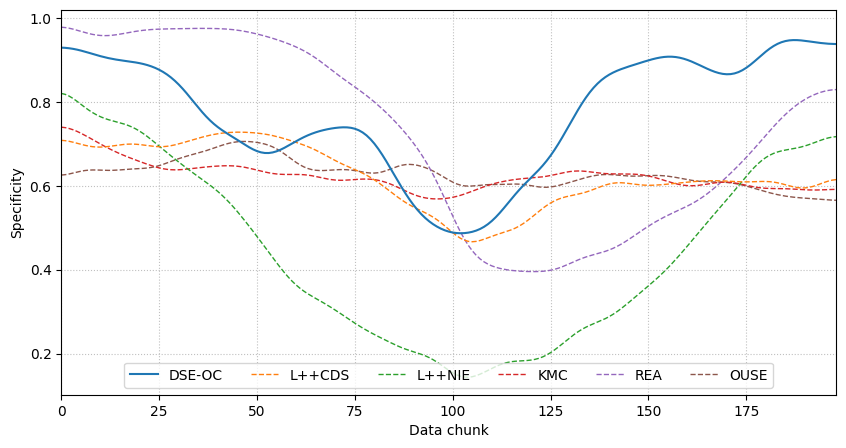 1.0
0.8
0.6
0.4
0.2
Specificity
DSE-OC L++CDS L++NIE KMC REA OUSE
0 25 50 75 100 125 150 175
Data chunk